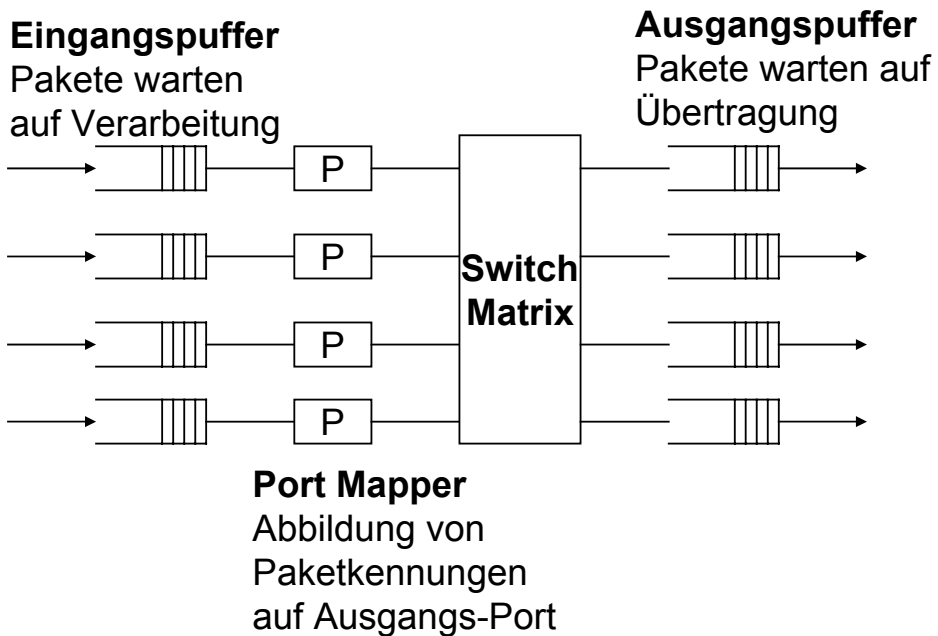 Eingangspuffer
Pakete warten
auf Verarbeitung
Ausgangspuffer
Pakete warten auf
Übertragung
P
P
P
P
Switch
Matrix
Port Mapper
Abbildung von
Paketkennungen
auf Ausgangs-Port